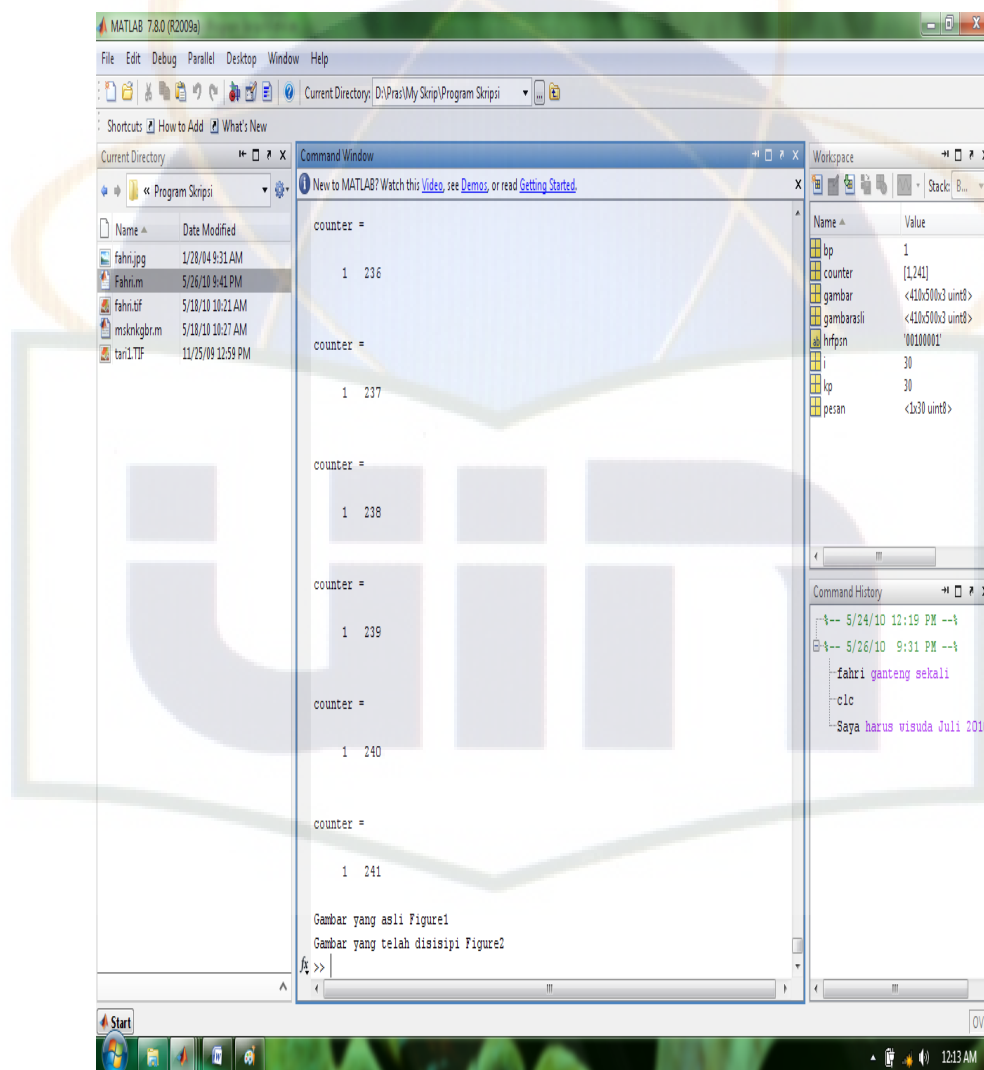 MATLAB 7.8.0 (R2009a)
File Edit Debug Parallel Desktop Window Help
Current Directory: D:\Pras\My Skrip\Program Skripsi
Shortcuts How to Add What's New
Current Directory
« Program Skripsi
Name Date Modified
fahri.jpg 1/28/04 9:31 AM
Fahri.m 5/26/10 9:41 PM
fahri.tif 5/18/10 10:21 AM
msknkgbr.m 5/18/10 10:27 AM
tari1.TIF 11/25/09 12:59 PM
Command Window
New to MATLAB? Watch this Video, see Demos, or read Getting Started.
counter =
1 236
counter =
1 237
counter =
1 238
counter =
1 239
counter =
1 240
counter =
1 241
Gambar yang asli Figure1
Gambar yang telah disisipi Figure2
fx >>
Workspace
Stack: B...
Name Value
bp 1
counter [1,241]
gambar <410x500x3 uint8>
gambarasli <410x500x3 uint8>
ab hrfpsn '00100001'
i 30
kp 30
pesan <1x30 uint8>
Command History
%-- 5/24/10 12:19 PM --%
%-- 5/26/10 9:31 PM --%
fahri ganteng sekali
clc
Saya harus wisuda Juli 201
Start
OV
12:13 AM
uin